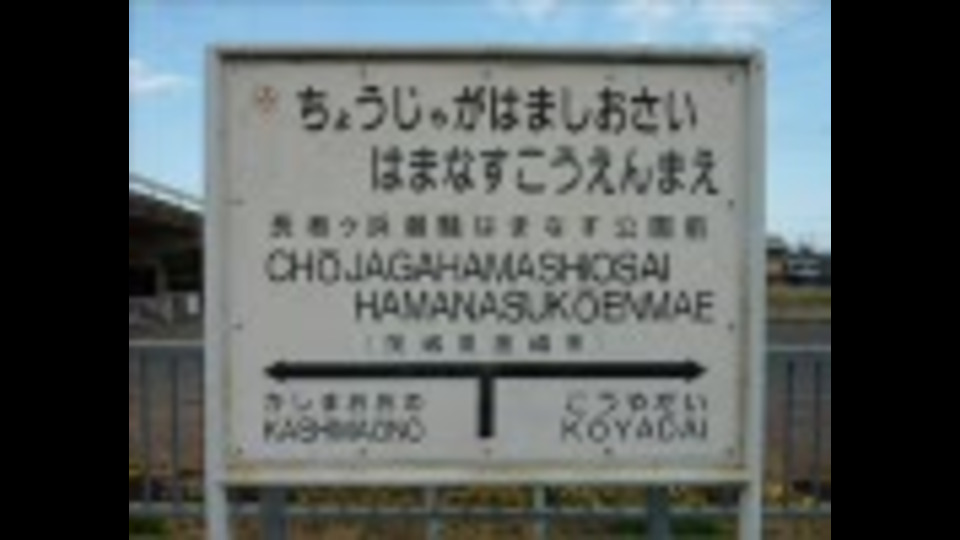 ちょうじゃがはましおさい
はまなすこうえんまえ
長者ヶ浜潮騒はまなす公園前
CHŌJAGAHAMASHIOSAI
HAMANASUKŌENMAE
かしまおおの こうやだい
KASHIMAŌNO KŌYADAI